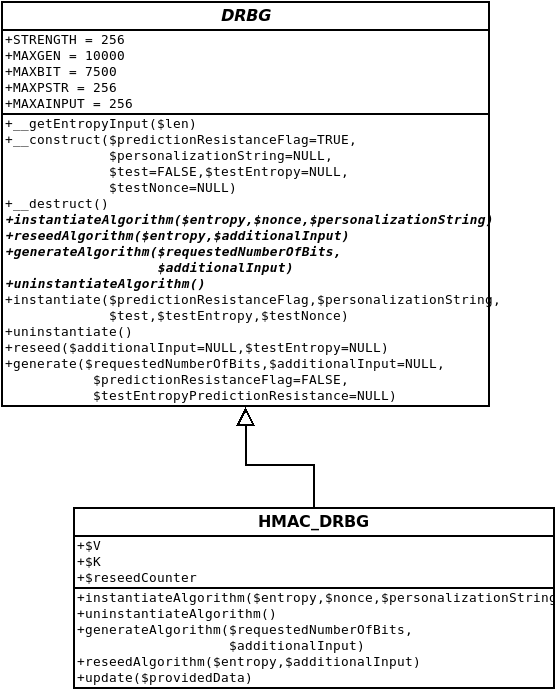 DRBG
+STRENGTH = 256
+MAXGEN = 10000
+MAXBIT = 7500
+MAXPSTR = 256
+MAXAINPUT = 256
+__getEntropyInput($len)
+__construct($predictionResistanceFlag=TRUE,
$personalizationString=NULL,
$test=FALSE,$testEntropy=NULL,
$testNonce=NULL)
+__destruct()
+instantiateAlgorithm($entropy,$nonce,$personalizationString)
+reseedAlgorithm($entropy,$additionalInput)
+generateAlgorithm($requestedNumberOfBits,
$additionalInput)
+uninstantiateAlgorithm()
+instantiate($predictionResistanceFlag,$personalizationString,
$test,$testEntropy,$testNonce)
+uninstantiate()
+reseed($additionalInput=NULL,$testEntropy=NULL)
+generate($requestedNumberOfBits,$additionalInput=NULL,
$predictionResistanceFlag=FALSE,
$testEntropyPredictionResistance=NULL)
HMAC_DRBG
+$V
+$K
+$reseedCounter
+instantiateAlgorithm($entropy,$nonce,$personalizationString
+uninstantiateAlgorithm()
+generateAlgorithm($requestedNumberOfBits,
$additionalInput)
+reseedAlgorithm($entropy,$additionalInput)
+update($providedData)